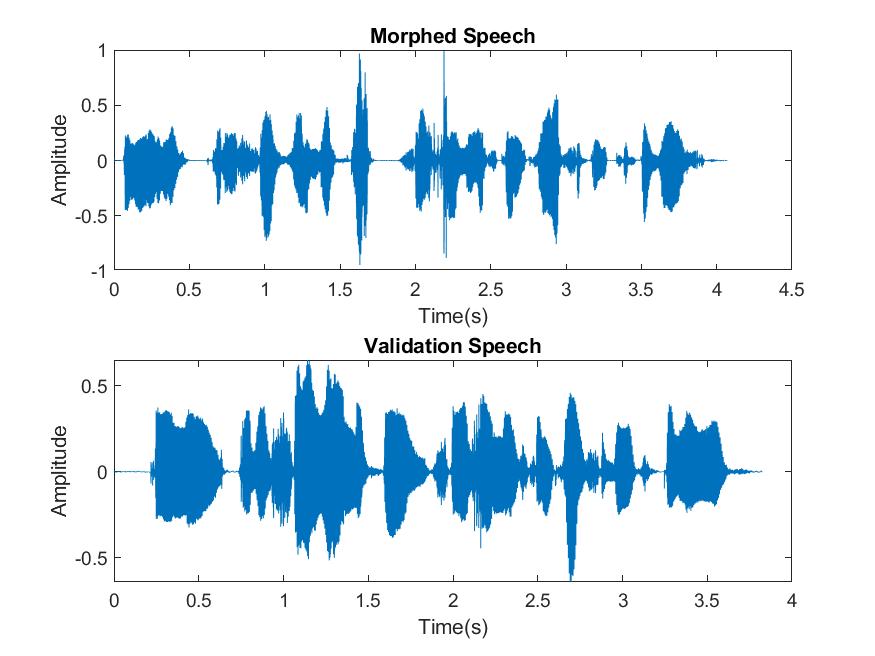 Morphed Speech
1
0.5
0
-0.5
-1
Amplitude
0 0.5 1 1.5 2 2.5 3 3.5 4 4.5
Time(s)
Validation Speech
0.5
0
-0.5
Amplitude
0 0.5 1 1.5 2 2.5 3 3.5 4
Time(s)